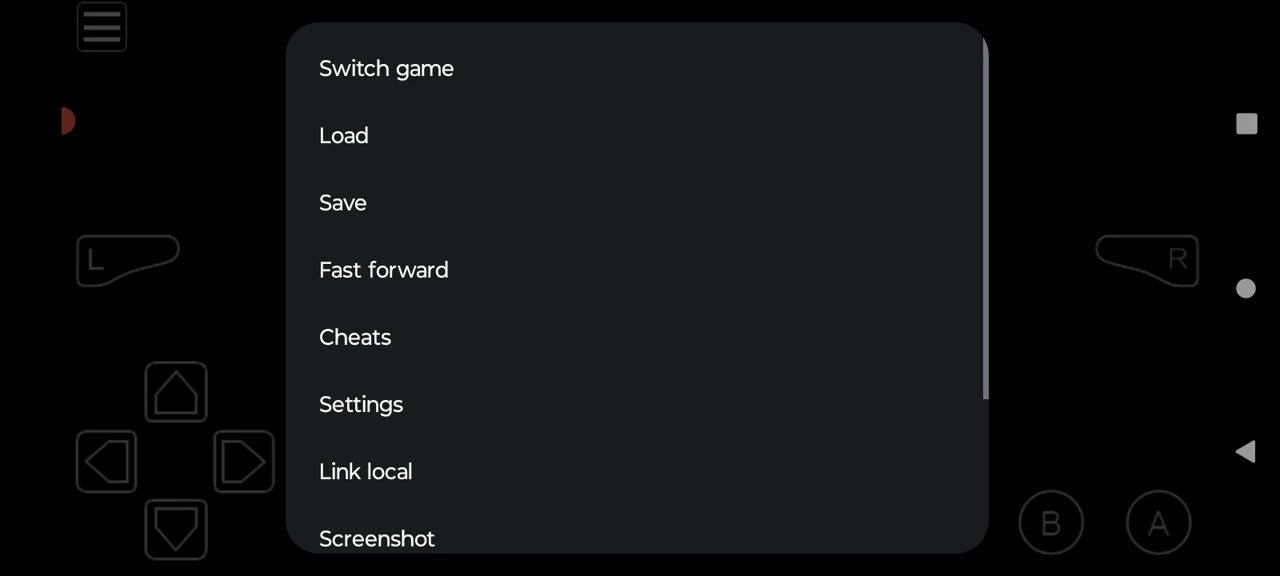 Switch game
Load
Save
Fast forward
Cheats
Settings
Link local
Screenshot
L
R
B
A